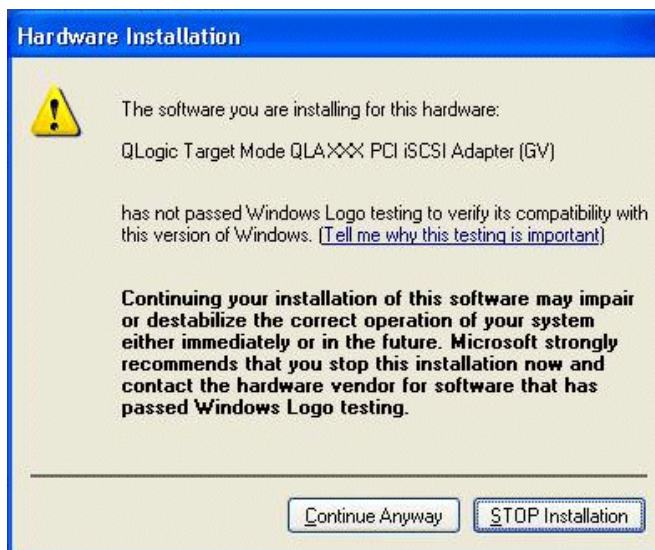 Hardware Installation
The software you are installing for this hardware:
QLogic Target Mode QLAXXX PCI iSCSI Adapter (GV)
has not passed Windows Logo testing to verify its compatibility with
this version of Windows. (Tell me why this testing is important)
Continuing your installation of this software may impair
or destabilize the correct operation of your system
either immediately or in the future. Microsoft strongly
recommends that you stop this installation now and
contact the hardware vendor for software that has
passed Windows Logo testing.
Continue Anyway
STOP Installation